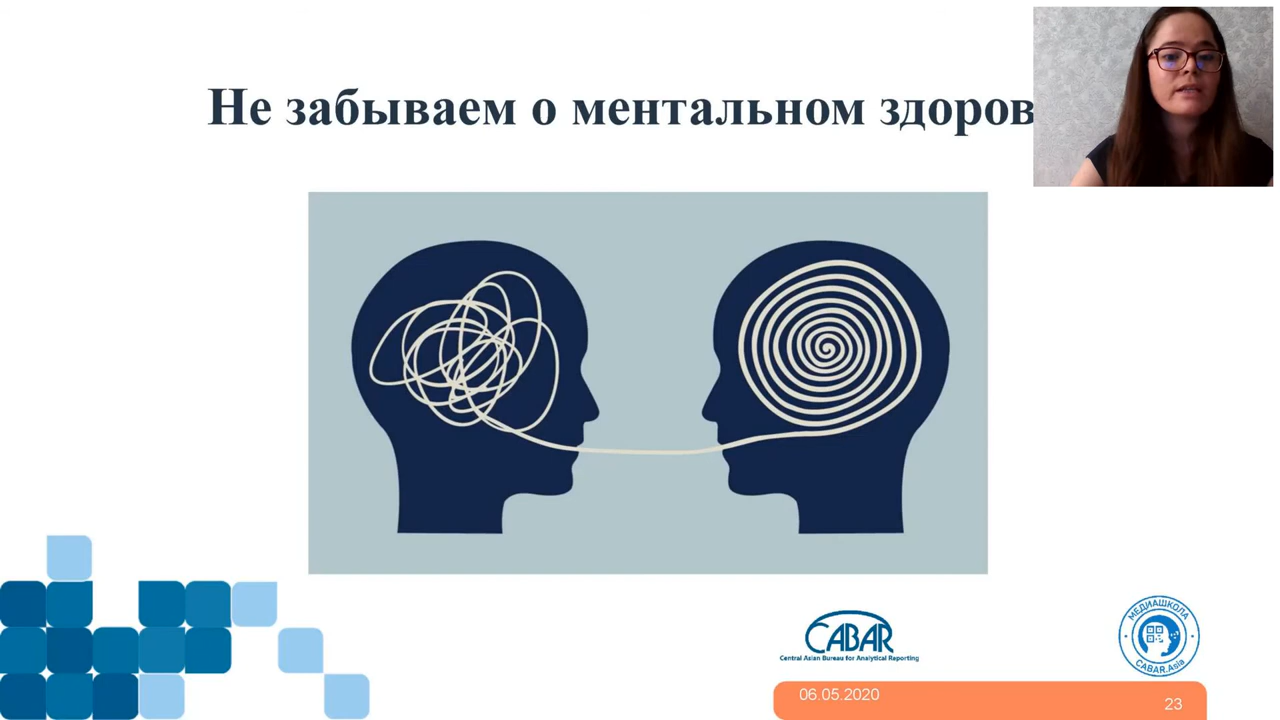 Не забываем о ментальном здоров
CABAR
Central Asian Bureau for Analytical Reporting
МЕДИАШКОЛА
CABAR.Asia
06.05.2020
23